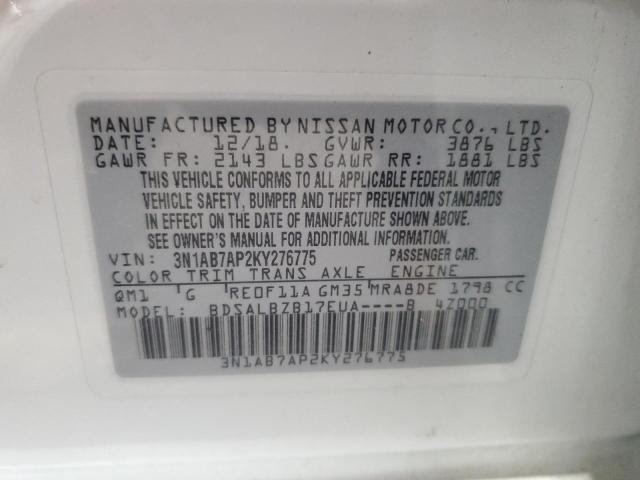 MANUFACTURED BY NISSAN MOTOR CO., LTD.
DATE: 12/18. GVWR: 3876 LBS
GAWR FR: 2143 LBS GAWR RR: 1881 LBS
THIS VEHICLE CONFORMS TO ALL APPLICABLE FEDERAL MOTOR
VEHICLE SAFETY, BUMPER AND THEFT PREVENTION STANDARDS
IN EFFECT ON THE DATE OF MANUFACTURE SHOWN ABOVE.
SEE OWNER'S MANUAL FOR ADDITIONAL INFORMATION.
VIN: 3N1AB7AP2KY276775 PASSENGER CAR.
COLOR TRIM TRANS AXLE ENGINE
QM1 G RE0F11A GM35 MRA8DE 1798 CC
MODEL: BDSALBZB17EUA----B 4Z000
3N1AB7AP2KY276775